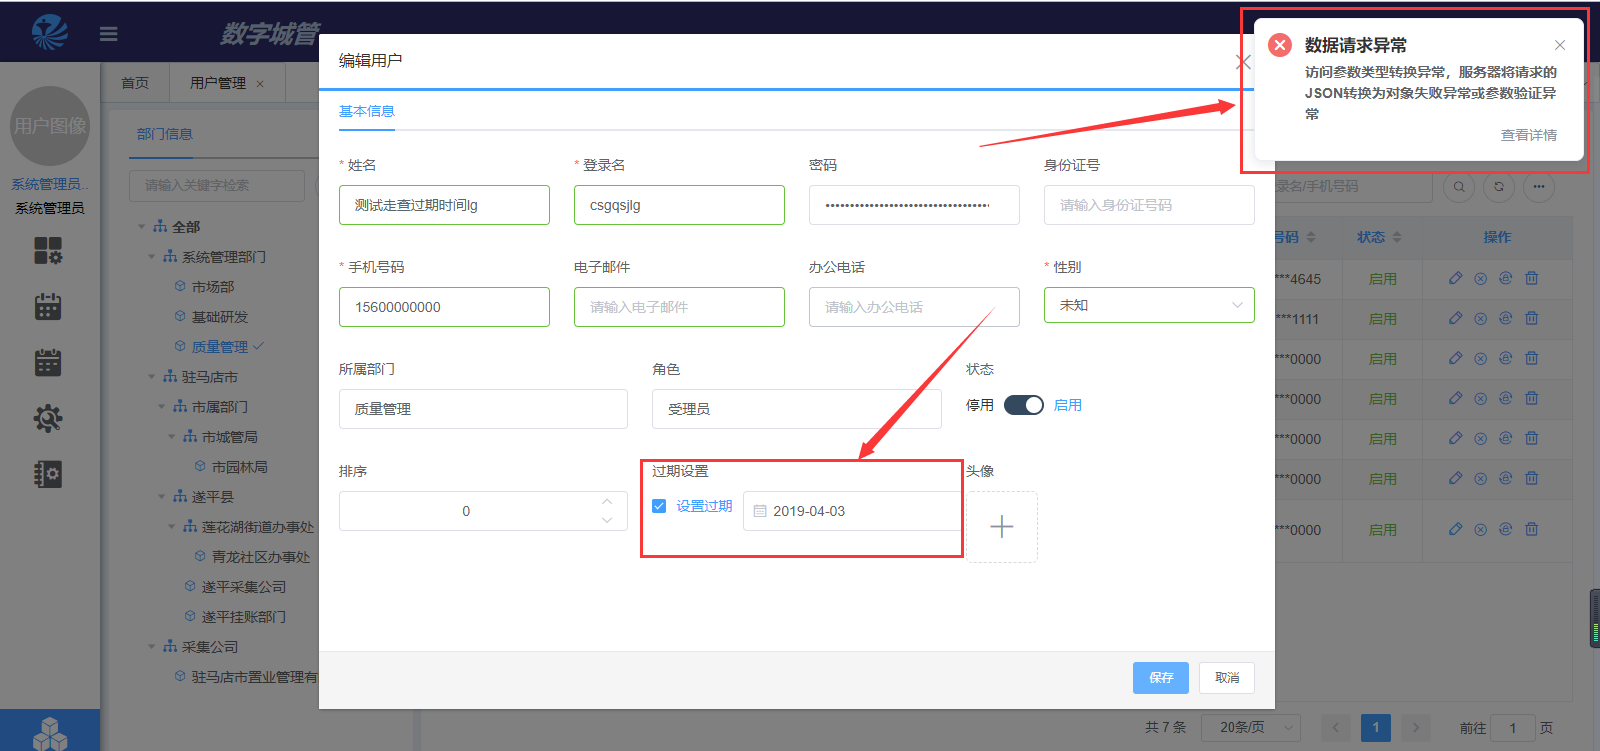 数字城管
用户图像
系统管理员..
系统管理员
首页
用户管理
部门信息
请输入关键字检索
全部
系统管理部门
市场部
基础研发
质量管理
驻马店市
市属部门
市城管局
市园林局
遂平县
莲花湖街道办事处
青龙社区办事处
遂平采集公司
遂平挂账部门
采集公司
驻马店市置业管理有
编辑用户
基本信息
* 姓名
* 登录名
密码
身份证号
测试走查过期时间lg
csgqsjlg
••••••••••••••••••••••••••••••••••
请输入身份证号码
* 手机号码
电子邮件
办公电话
* 性别
15600000000
请输入电子邮件
请输入办公电话
未知
所属部门
角色
状态
质量管理
受理员
停用
启用
排序
过期设置
头像
0
设置过期
2019-04-03
保存
取消
数据请求异常
访问参数类型转换异常，服务器将请求的
JSON转换为对象失败异常或参数验证异
常
查看详情
录名/手机号码
号码
状态
操作
***4645
启用
***1111
启用
***0000
启用
***0000
启用
***0000
启用
***0000
启用
***0000
启用
共 7 条
20条/页
1
前往
1
页